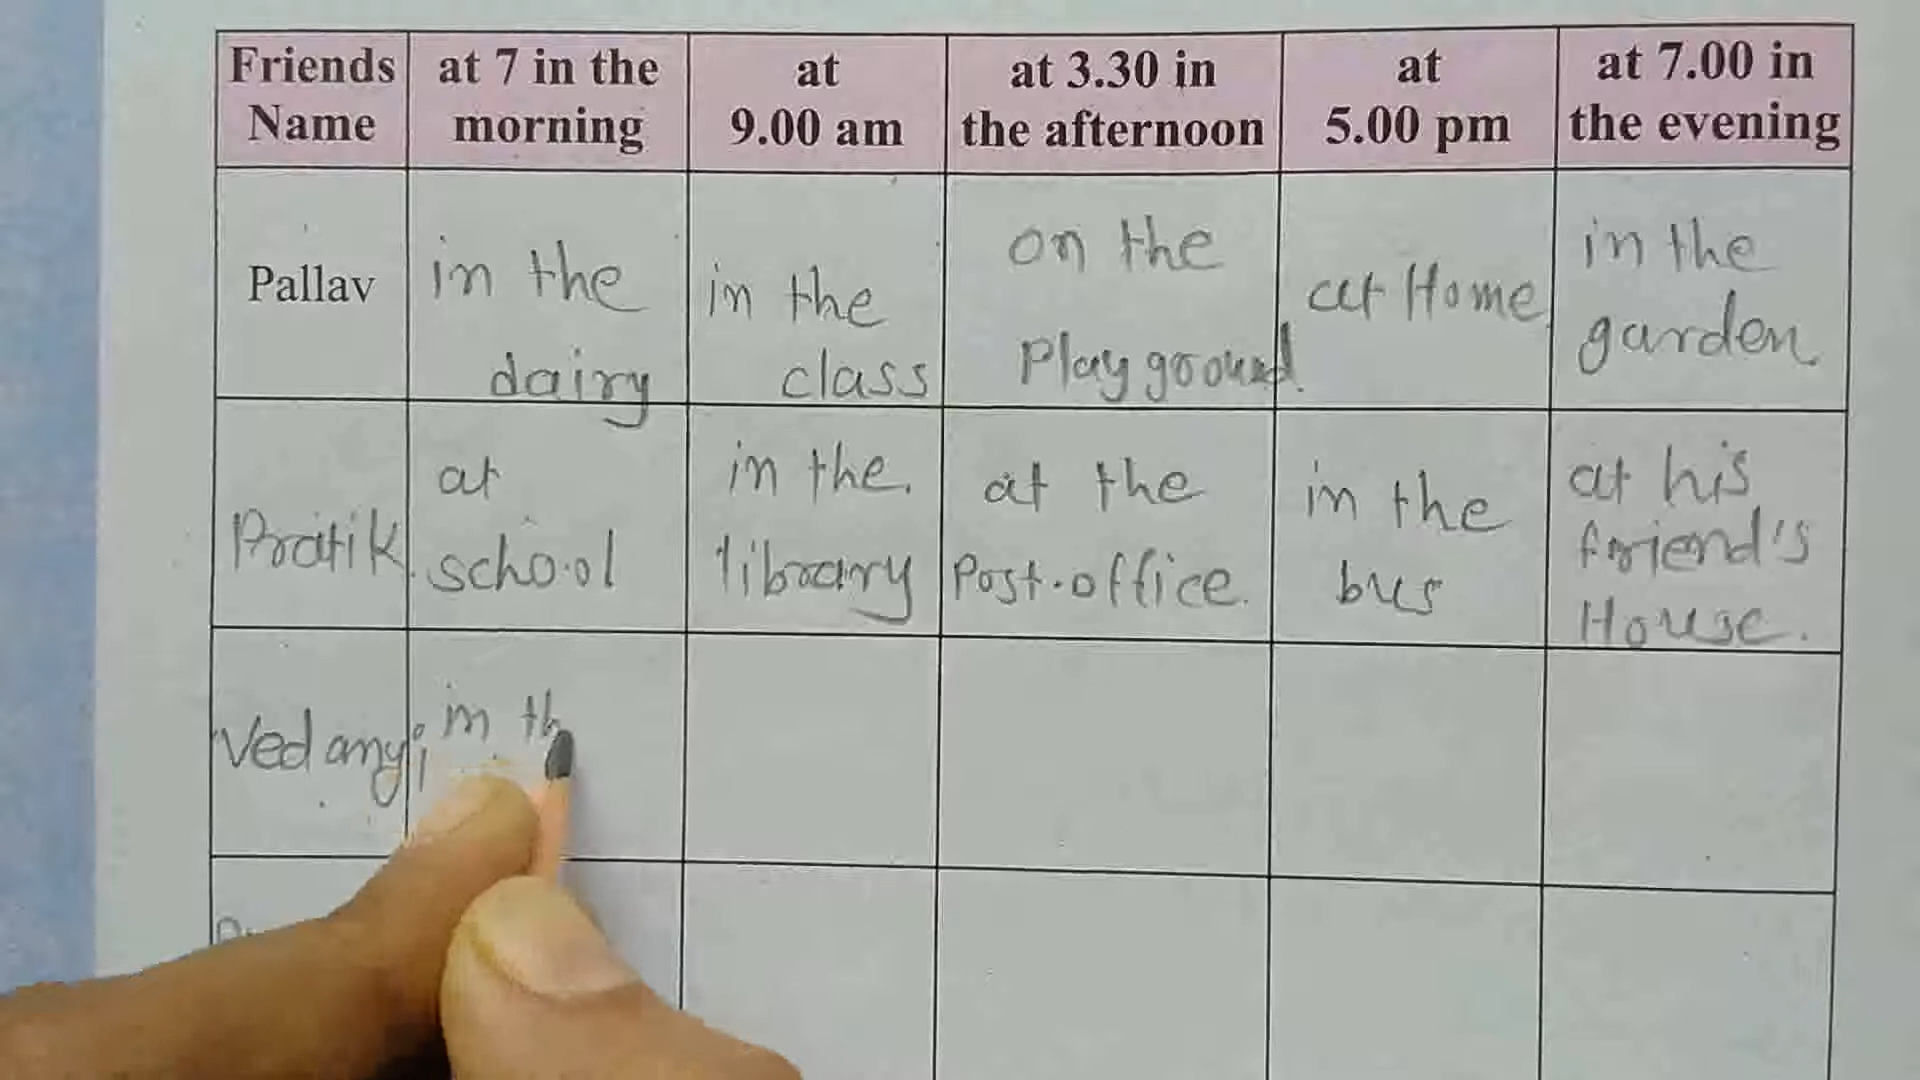 Friends Name
at 7 in the morning
at 9.00 am
at 3.30 in the afternoon
at 5.00 pm
at 7.00 in the evening
Pallav
in the dairy
in the class
on the Playground.
at Home
in the garden.
Pratik.
at school
in the. library
at the Post-office.
in the bus
at his friend's House.
Vedangi
in th